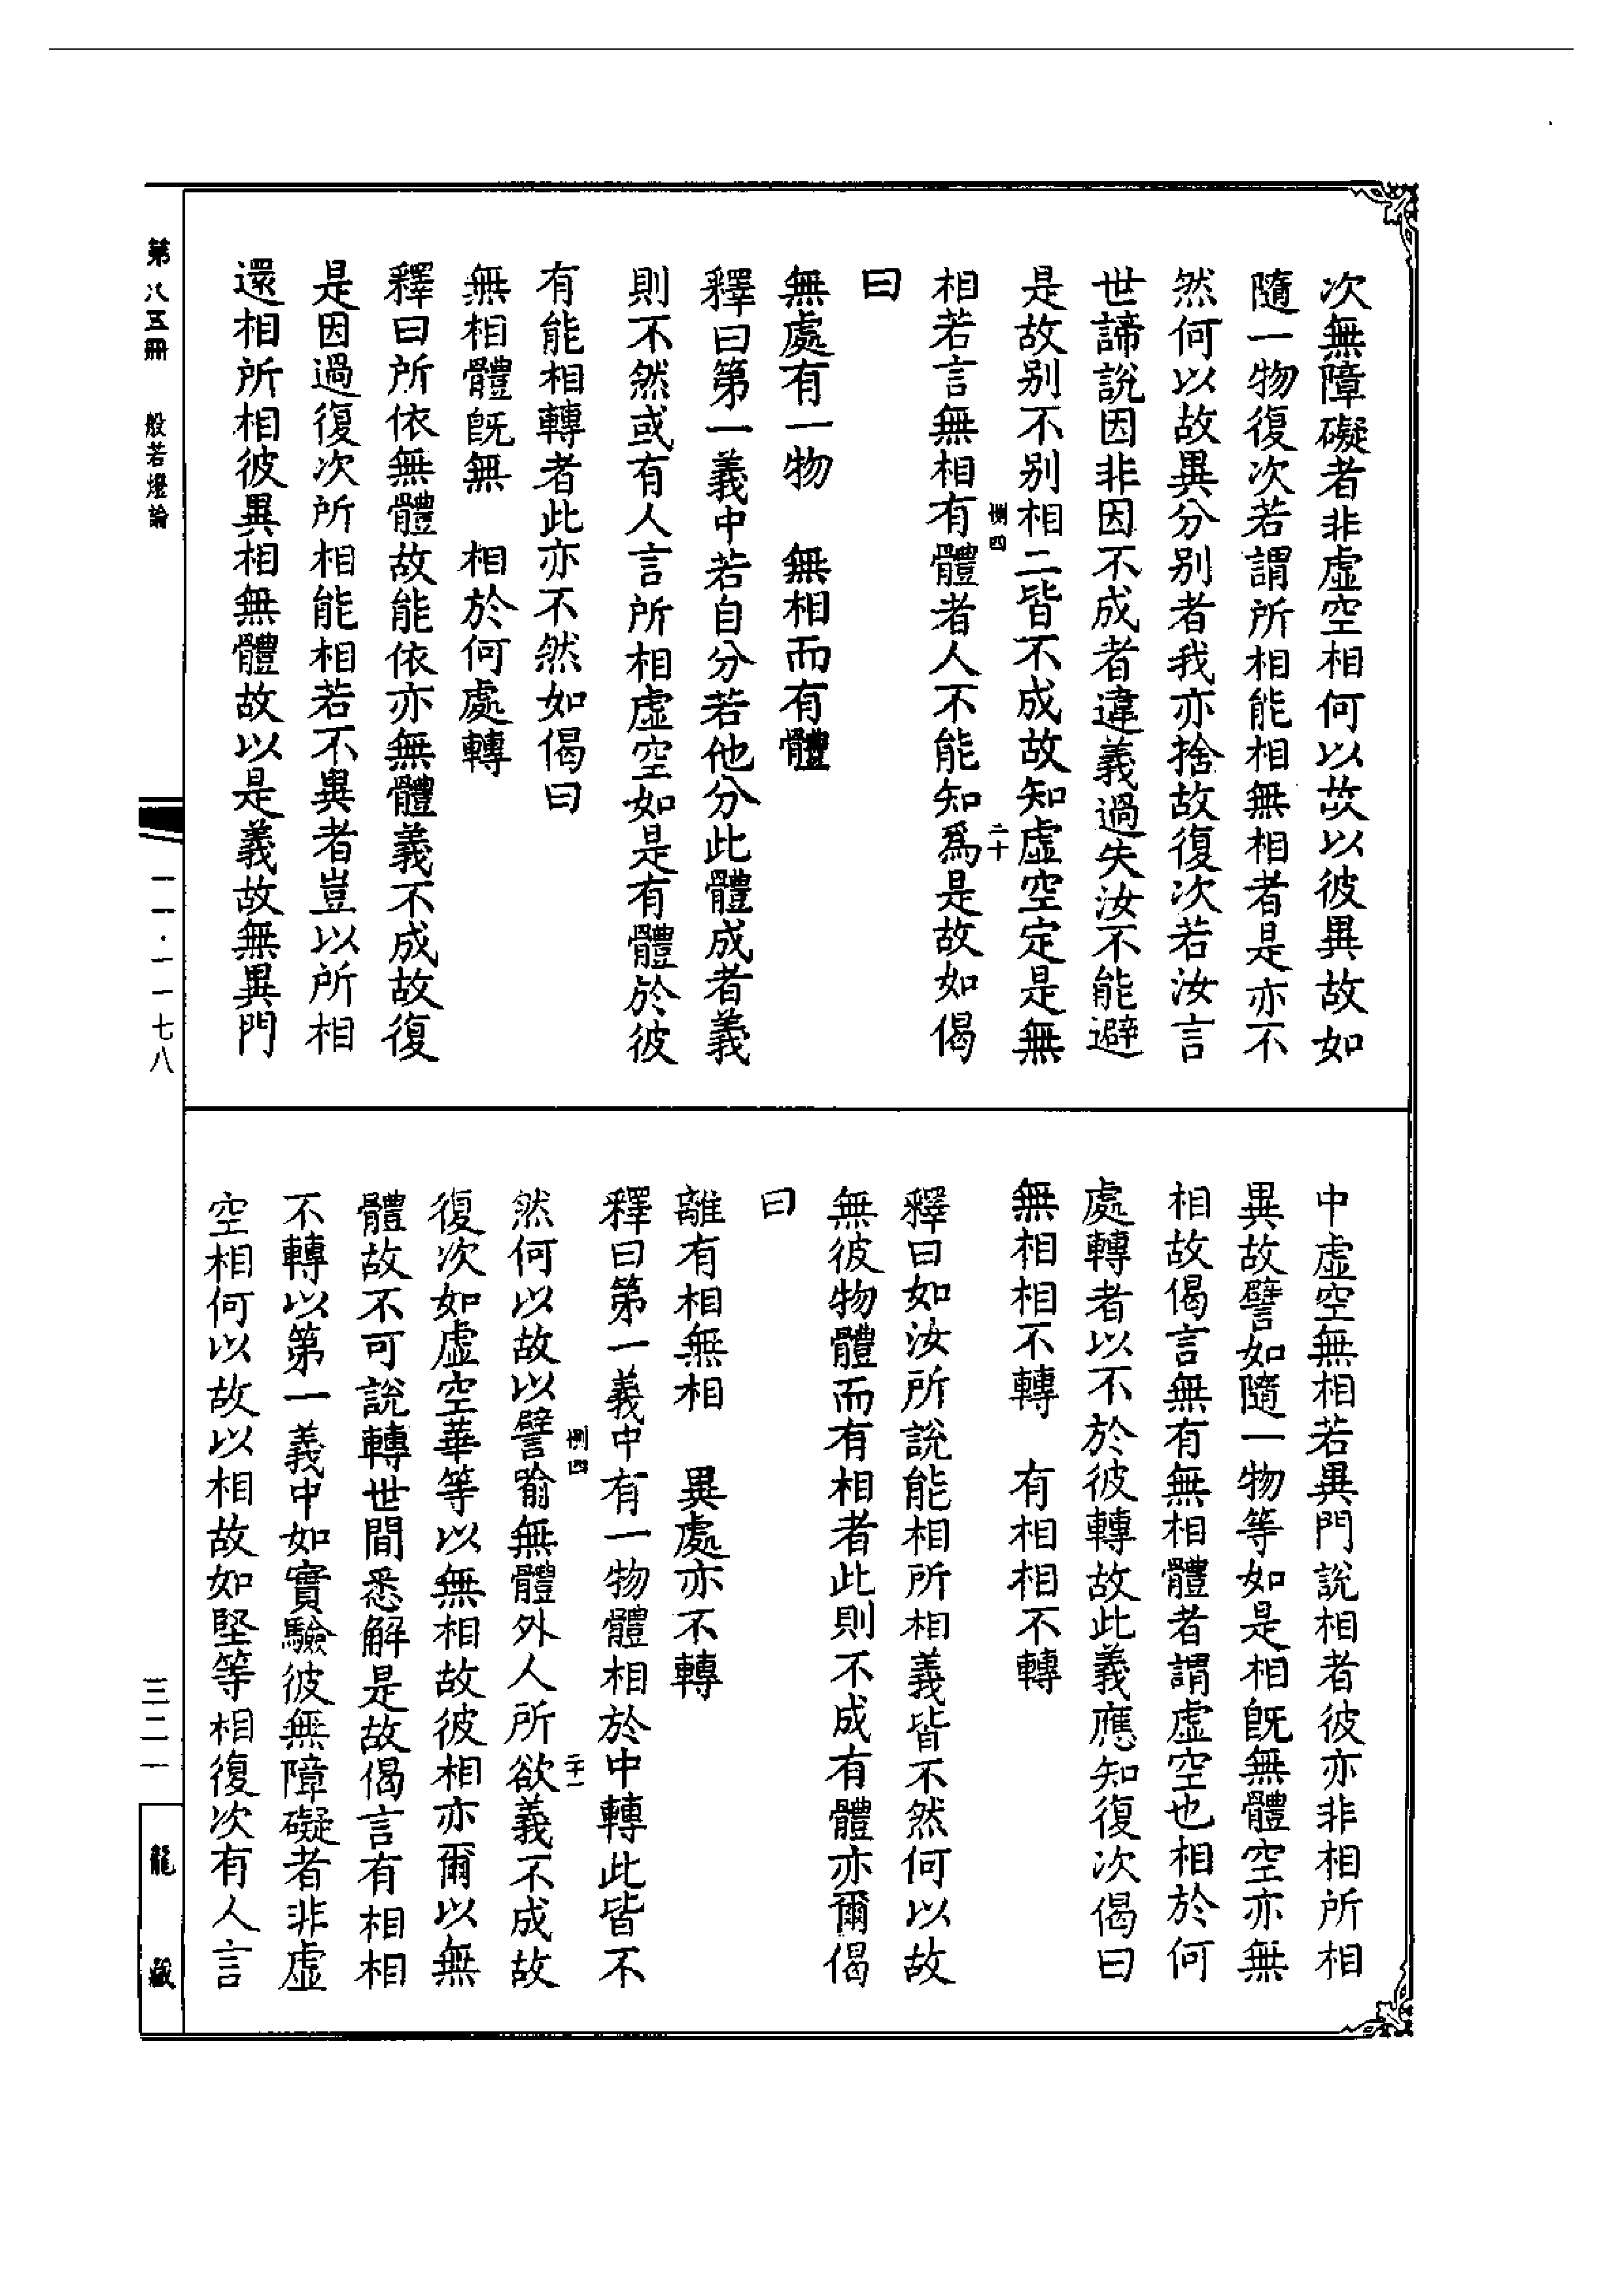 次無障礙者非虛空相何以故以彼異故如
隨一物復次若謂所相能相無相者是亦不
然何以故異分別者我亦捨故復次若汝言
世諦說因非因不成者違義過失汝不能避
是故別不別相二皆不成故知虛空定是無
惻四 二十
相若言無相有體者人不能知爲是故如偈
曰
無處有一物 無相而有體
釋曰第一義中若自分若他分此體成者義
則不然或有人言所相虛空如是有體於彼
有能相轉者此亦不然如偈曰
無相體旣無 相於何處轉
釋曰所依無體故能依亦無體義不成故復
是因過復次所相能相若不異者豈以所相
還相所相彼異相無體故以是義故無異門
中虛空無相若異門說相者彼亦非相所相
異故譬如隨一物等如是相旣無體空亦無
相故偈言無有無相體者謂虛空也相於何
處轉者以不於彼轉故此義應知復次偈曰
無相相不轉 有相相不轉
釋曰如汝所說能相所相義皆不然何以故
無彼物體而有相者此則不成有體亦爾偈
曰
離有相無相 異處亦不轉
釋曰第一義中有一物體相於中轉此皆不
惻四 二十一
然何以故以譬喻無體外人所欲義不成故
復次如虛空華等以無相故彼相亦爾以無
體故不可說轉世間悉解是故偈言有相相
不轉以第一義中如實驗彼無障礙者非虛
空相何以故以相故如堅等相復次有人言
第八五冊 般若燈論
一一·一一七八
三二一
龍藏